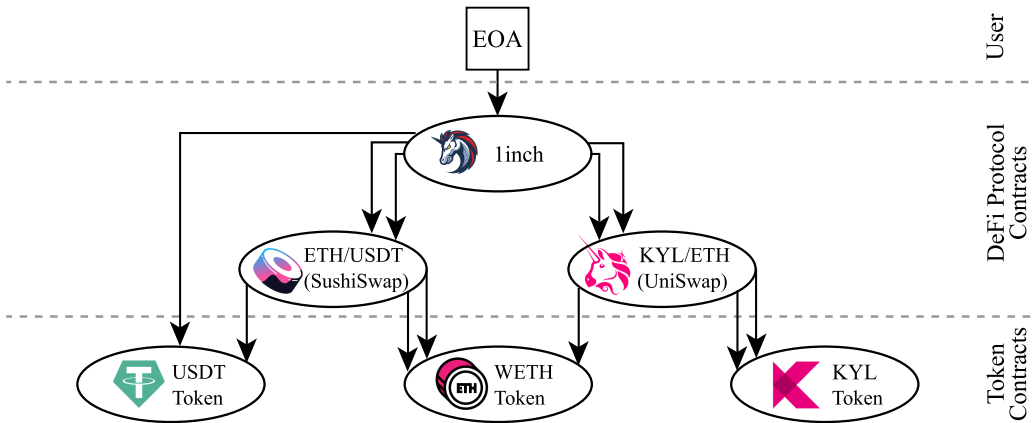 EOA
User
1inch
DeFi Protocol
Contracts
ETH/USDT
(SushiSwap)
KYL/ETH
(UniSwap)
USDT
Token
ETH
WETH
Token
KYL
Token
Token
Contracts